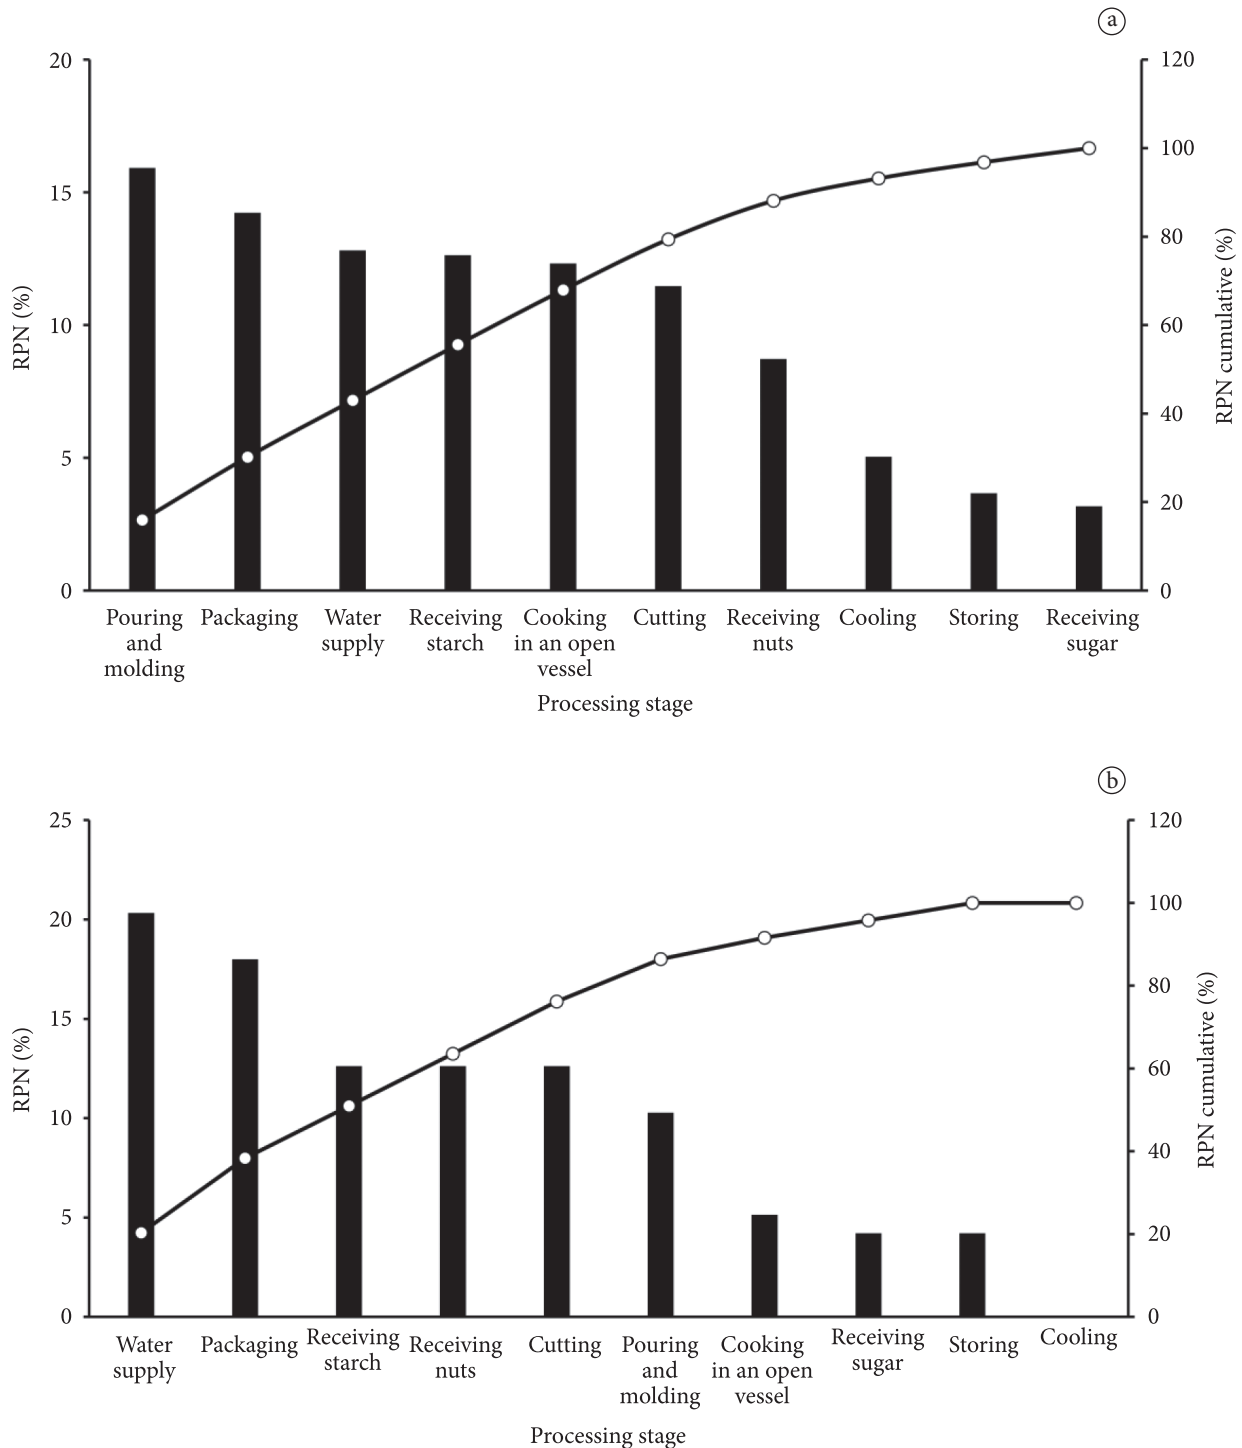 a
20
15
10
5
0
RPN (%)
120
100
80
60
40
20
0
RPN cumulative (%)
Pouring
and
molding
Packaging
Water
supply
Receiving
starch
Cooking
in an open
vessel
Cutting
Receiving
nuts
Cooling
Storing
Receiving
sugar
Processing stage
b
25
20
15
10
5
0
RPN (%)
120
100
80
60
40
20
0
RPN cumulative (%)
Water
supply
Packaging
Receiving
starch
Receiving
nuts
Cutting
Pouring
and
molding
Cooking
in an open
vessel
Receiving
sugar
Storing
Cooling
Processing stage